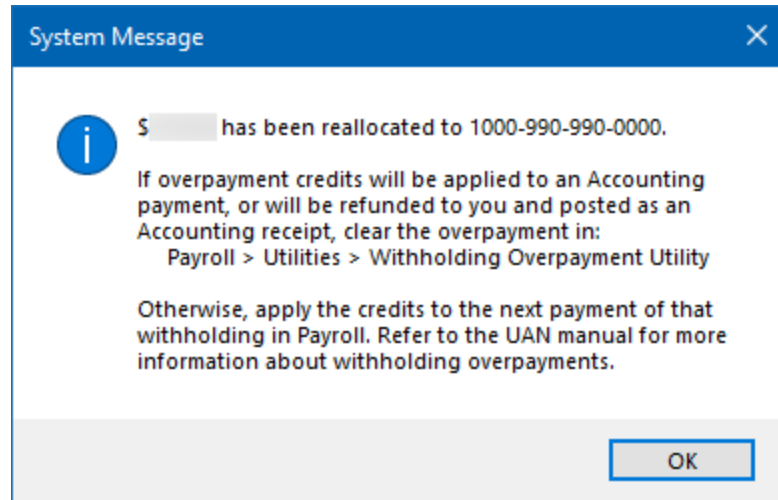 System Message
$ has been reallocated to 1000-990-990-0000.
If overpayment credits will be applied to an Accounting
payment, or will be refunded to you and posted as an
Accounting receipt, clear the overpayment in:
Payroll > Utilities > Withholding Overpayment Utility
Otherwise, apply the credits to the next payment of that
withholding in Payroll. Refer to the UAN manual for more
information about withholding overpayments.
OK